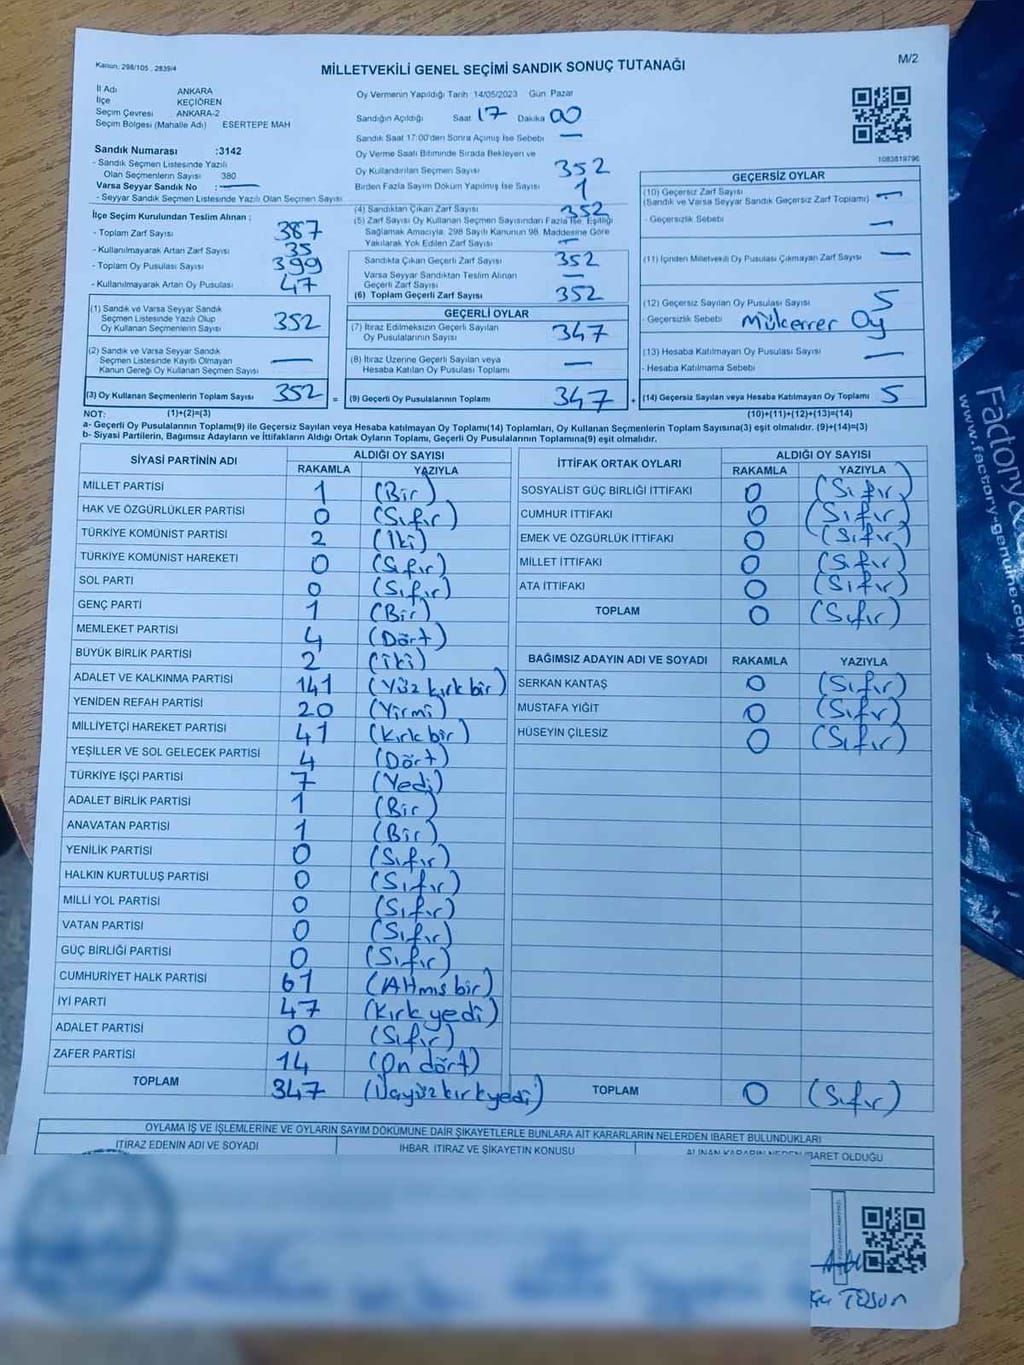 Kanun, 298/105 , 2839/4
MİLLETVEKİLİ GENEL SEÇİMİ SANDIK SONUÇ TUTANAĞI
M/2
İl Adı ANKARA
İlçe KEÇİÖREN
Seçim Çevresi ANKARA-2
Seçim Bölgesi (Mahalle Adı) ESERTEPE MAH
Sandık Numarası :3142
- Sandık Seçmen Listesinde Yazılı
Olan Seçmenlerin Sayısı 380
Varsa Seyyar Sandık No : —
- Seyyar Sandık Seçmen Listesinde Yazılı Olan Seçmen Sayısı
İlçe Seçim Kurulundan Teslim Alınan :
- Toplam Zarf Sayısı 387
- Kullanılmayarak Artan Zarf Sayısı 35
- Toplam Oy Pusulası Sayısı 399
- Kullanılmayarak Artan Oy Pusulası 47
(1) Sandık ve Varsa Seyyar Sandık
Seçmen Listesinde Yazılı Olup
Oy Kullanan Seçmenlerin Sayısı 352
(2) Sandık ve Varsa Seyyar Sandık
Seçmen Listesinde Kayıtlı Olmayan
Kanun Gereği Oy Kullanan Seçmen Sayısı —
(3) Oy Kullanan Seçmenlerin Toplam Sayısı 352 =
Oy Vermenin Yapıldığı Tarih 14/05/2023 Gün Pazar
Sandığın Açıldığı Saat 17 Dakika 00
Sandık Saat 17:00'den Sonra Açılmış İse Sebebi —
Oy Verme Saati Bitiminde Sırada Bekleyen ve
Oy Kullandırılan Seçmen Sayısı 352
Birden Fazla Sayım Döküm Yapılmış İse Sayısı 1
(4) Sandıktan Çıkan Zarf Sayısı 352
(5) Zarf Sayısı Oy Kullanan Seçmen Sayısından Fazla İse, Eşitliği
Sağlamak Amacıyla, 298 Sayılı Kanunun 98. Maddesine Göre
Yakılarak Yok Edilen Zarf Sayısı —
Sandıkta Çıkan Geçerli Zarf Sayısı 352
Varsa Seyyar Sandıktan Teslim Alınan
Geçerli Zarf Sayısı —
(6) Toplam Geçerli Zarf Sayısı 352
GEÇERLİ OYLAR
(7) İtiraz Edilmeksizin Geçerli Sayılan
Oy Pusulalarının Sayısı 347
(8) İtiraz Üzerine Geçerli Sayılan veya
Hesaba Katılan Oy Pusulası Toplamı —
(9) Geçerli Oy Pusulalarının Toplamı 347 +
1083819796
GEÇERSİZ OYLAR
(10) Geçersiz Zarf Sayısı —
(Sandık ve Varsa Seyyar Sandık Geçersiz Zarf Toplamı)
- Geçersizlik Sebebi —
(11) İçinden Milletvekili Oy Pusulası Çıkmayan Zarf Sayısı —
(12) Geçersiz Sayılan Oy Pusulası Sayısı 5
- Geçersizlik Sebebi Mükerrer Oy
(13) Hesaba Katılmayan Oy Pusulası Sayısı —
- Hesaba Katılmama Sebebi
(14) Geçersiz Sayılan veya Hesaba Katılmayan Oy Toplamı 5
NOT: (1)+(2)=(3) (10)+(11)+(12)+(13)=(14)
a- Geçerli Oy Pusulalarının Toplamı(9) ile Geçersiz Sayılan veya Hesaba katılmayan Oy Toplamı(14) Toplamları, Oy Kullanan Seçmenlerin Toplam Sayısına(3) eşit olmalıdır. (9)+(14)=(3)
b- Siyasi Partilerin, Bağımsız Adayların ve İttifakların Aldığı Ortak Oyların Toplamı, Geçerli Oy Pusulalarının Toplamına(9) eşit olmalıdır.
SİYASİ PARTİNİN ADI ALDIĞI OY SAYISI
RAKAMLA YAZIYLA
MİLLET PARTİSİ 1 (Bir)
HAK VE ÖZGÜRLÜKLER PARTİSİ 0 (Sıfır)
TÜRKİYE KOMÜNİST PARTİSİ 2 (İki)
TÜRKİYE KOMÜNİST HAREKETİ 0 (Sıfır)
SOL PARTİ 0 (Sıfır)
GENÇ PARTİ 1 (Bir)
MEMLEKET PARTİSİ 4 (Dört)
BÜYÜK BİRLİK PARTİSİ 2 (iki)
ADALET VE KALKINMA PARTİSİ 141 (Yüz kırk bir)
YENİDEN REFAH PARTİSİ 20 (Yirmi)
MİLLİYETÇİ HAREKET PARTİSİ 41 (Kırk bir)
YEŞİLLER VE SOL GELECEK PARTİSİ 4 (Dört)
TÜRKİYE İŞÇİ PARTİSİ 7 (Yedi)
ADALET BİRLİK PARTİSİ 1 (Bir)
ANAVATAN PARTİSİ 1 (Bir)
YENİLİK PARTİSİ 0 (Sıfır)
HALKIN KURTULUŞ PARTİSİ 0 (Sıfır)
MİLLİ YOL PARTİSİ 0 (Sıfır)
VATAN PARTİSİ 0 (Sıfır)
GÜÇ BİRLİĞİ PARTİSİ 0 (Sıfır)
CUMHURİYET HALK PARTİSİ 61 (Altmış bir)
İYİ PARTİ 47 (Kırk yedi)
ADALET PARTİSİ 0 (Sıfır)
ZAFER PARTİSİ 14 (On dört)
TOPLAM 347 (Üçyüz kırk yedi)
İTTİFAK ORTAK OYLARI ALDIĞI OY SAYISI
RAKAMLA YAZIYLA
SOSYALİST GÜÇ BİRLİĞİ İTTİFAKI 0 (Sıfır)
CUMHUR İTTİFAKI 0 (Sıfır)
EMEK VE ÖZGÜRLÜK İTTİFAKI 0 (Sıfır)
MİLLET İTTİFAKI 0 (Sıfır)
ATA İTTİFAKI 0 (Sıfır)
TOPLAM 0 (Sıfır)
BAĞIMSIZ ADAYIN ADI VE SOYADI RAKAMLA YAZIYLA
SERKAN KANTAŞ 0 (Sıfır)
MUSTAFA YİĞİT 0 (Sıfır)
HÜSEYİN ÇİLESİZ 0 (Sıfır)
TOPLAM 0 (Sıfır)
OYLAMA İŞ VE İŞLEMLERİNE VE OYLARIN SAYIM DÖKÜMÜNE DAİR ŞİKAYETLERLE BUNLARA AİT KARARLARIN NELERDEN İBARET BULUNDUKLARI
İTİRAZ EDENİN ADI VE SOYADI İHBAR, İTİRAZ VE ŞİKAYETİN KONUSU ALINAN KARARIN NEDEN İBARET OLDUĞU
Tosun
Factory&
www.factory-genuine.com